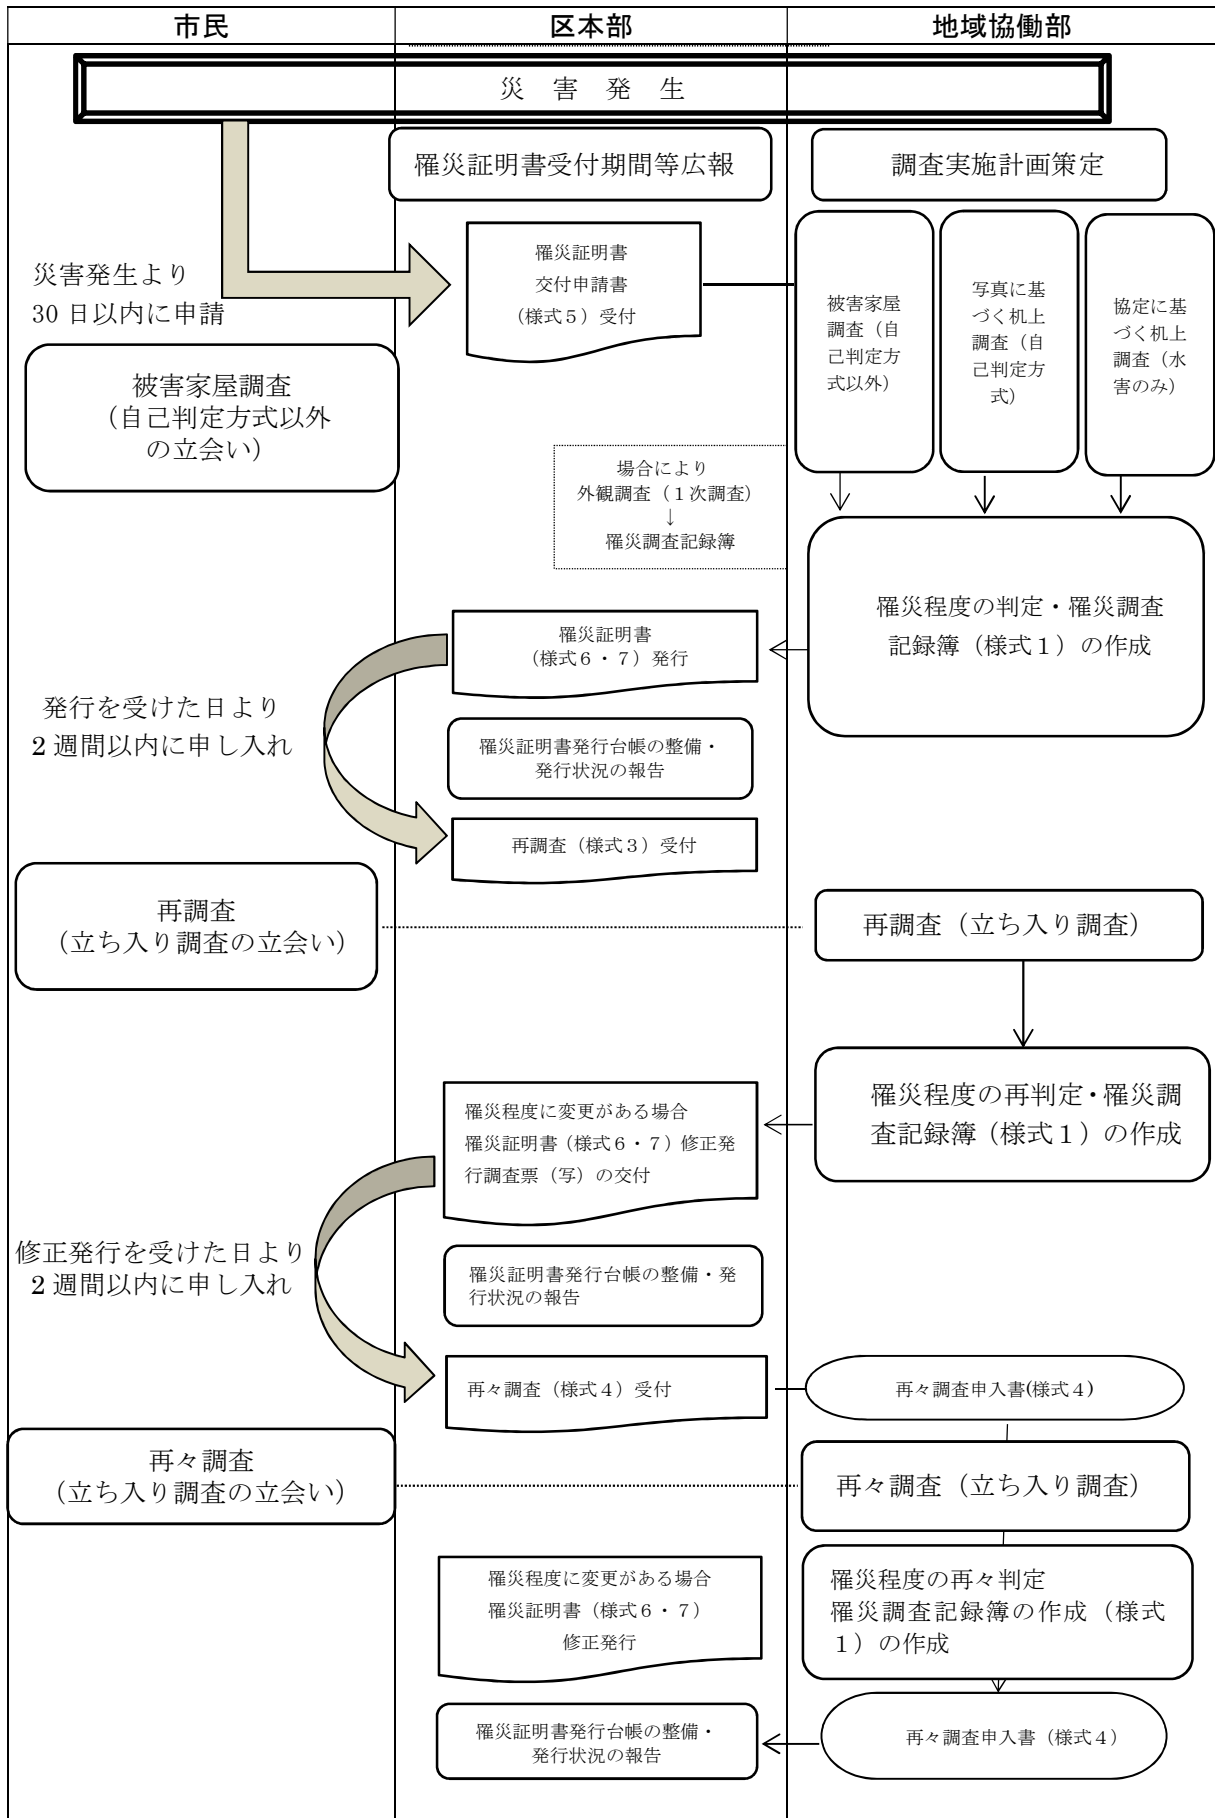 市民
区本部
地域協働部
災害発生
罹災証明書受付期間等広報
調査実施計画策定
災害発生より
30日以内に申請
罹災証明書
交付申請書
(様式5)受付
被害家屋
調査（自
己判定方
式以外）
写真に基
づく机上
調査（自
己判定方
式）
協定に基
づく机上
調査（水
害のみ）
被害家屋調査
（自己判定方式以外
の立会い）
場合により
外観調査（１次調査）
↓
罹災調査記録簿
罹災程度の判定・罹災調査
記録簿（様式１）の作成
罹災証明書
(様式６・７）発行
発行を受けた日より
2週間以内に申し入れ
罹災証明書発行台帳の整備・
発行状況の報告
再調査（様式３）受付
再調査
（立ち入り調査の立会い）
再調査（立ち入り調査）
罹災程度の再判定・罹災調
査記録簿（様式１）の作成
罹災程度に変更がある場合
罹災証明書（様式６・７）修正発
行調査票（写）の交付
修正発行を受けた日より
2週間以内に申し入れ
罹災証明書発行台帳の整備・発
行状況の報告
再々調査（様式４）受付
再々調査申入書(様式４)
再々調査
（立ち入り調査の立会い）
再々調査（立ち入り調査）
罹災程度に変更がある場合
罹災証明書（様式６・７）
修正発行
罹災程度の再々判定
罹災調査記録簿の作成（様式
１）の作成
罹災証明書発行台帳の整備・
発行状況の報告
再々調査申入書（様式４）